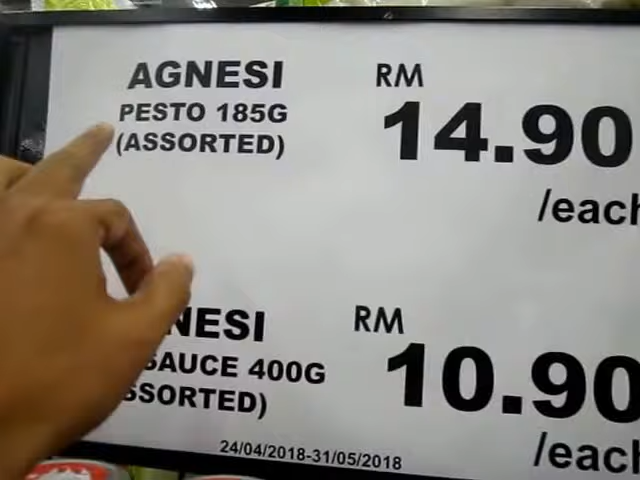 AGNESI
PESTO 185G
(ASSORTED)
RM
14.90
/each
NESI
SAUCE 400G
SSORTED)
RM
10.90
/each
24/04/2018-31/05/2018